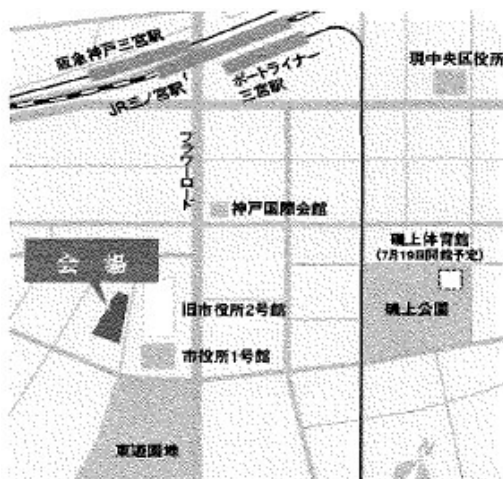 阪急神戸三宮駅
JR三ノ宮駅
ポートライナー
三宮駅
現中央区役所
フラワーロード
神戸国際会館
磯上体育館
(7月19日開館予定)
会場
旧市役所2号館
磯上公園
市役所1号館
東遊園地
N